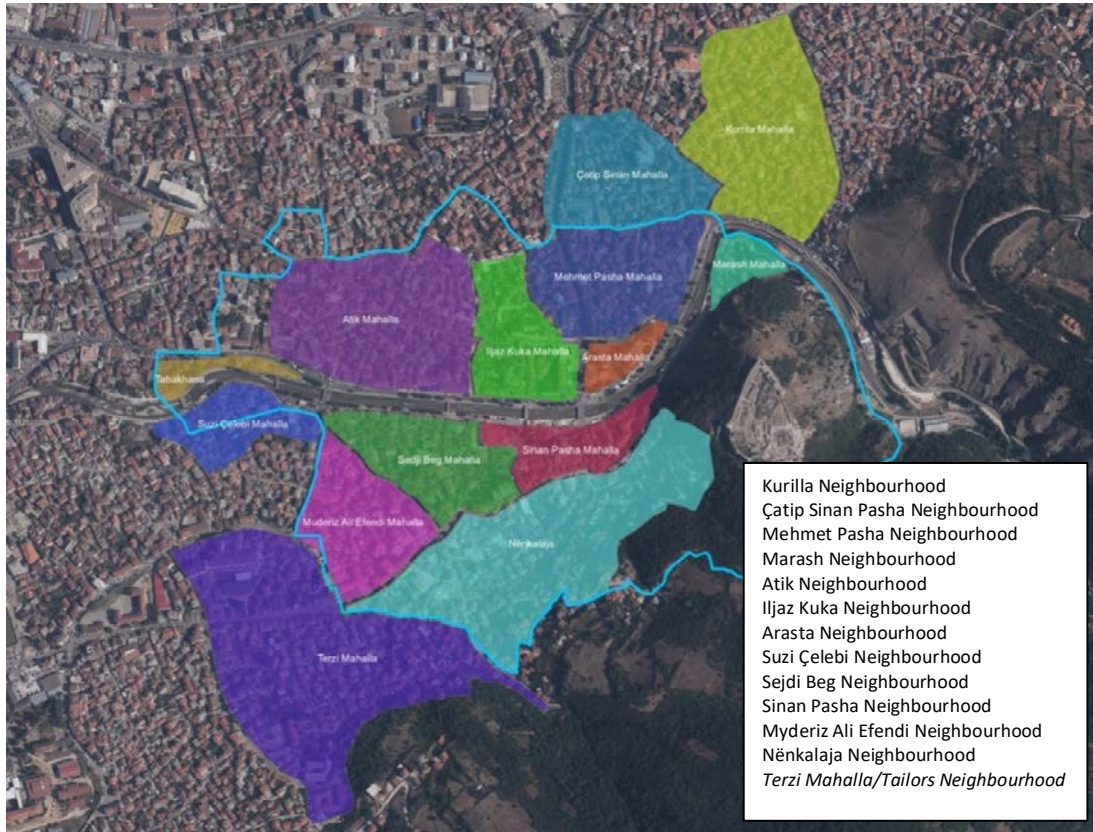 Kurrila Mahalla
Çatip Sinan Mahalla
Marash Mahalla
Mehmet Pasha Mahalla
Atik Mahalla
Iljaz Kuka Mahalla
Arasta Mahalla
Tabakhana
Suzi Çelebi Mahalla
Sinan Pasha Mahalla
Sedji Beg Mahalla
Muderiz Ali Efendi Mahalla
Nënkalaja
Terzi Mahalla
Kurilla Neighbourhood
Çatip Sinan Pasha Neighbourhood
Mehmet Pasha Neighbourhood
Marash Neighbourhood
Atik Neighbourhood
Iljaz Kuka Neighbourhood
Arasta Neighbourhood
Suzi Çelebi Neighbourhood
Sejdi Beg Neighbourhood
Sinan Pasha Neighbourhood
Myderiz Ali Efendi Neighbourhood
Nënkalaja Neighbourhood
Terzi Mahalla/Tailors Neighbourhood